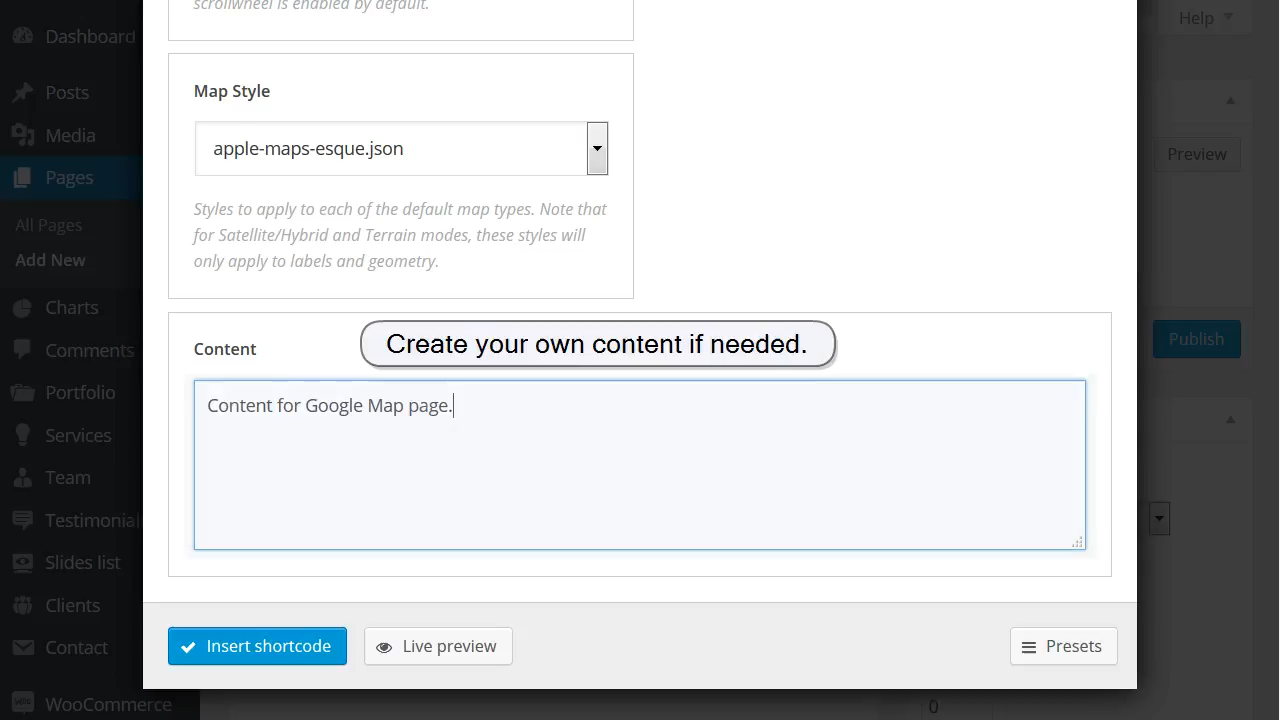 scrollwheel is enabled by default.
Help
Dashboard
Posts
Media
Pages
All Pages
Add New
Charts
Comments
Portfolio
Services
Team
Testimonial
Slides list
Clients
Contact
WooCommerce
Map Style
apple-maps-esque.json
Styles to apply to each of the default map types. Note that
for Satellite/Hybrid and Terrain modes, these styles will
only apply to labels and geometry.
Content
Create your own content if needed.
Content for Google Map page.
Insert shortcode
Live preview
Presets
Preview
Publish
0